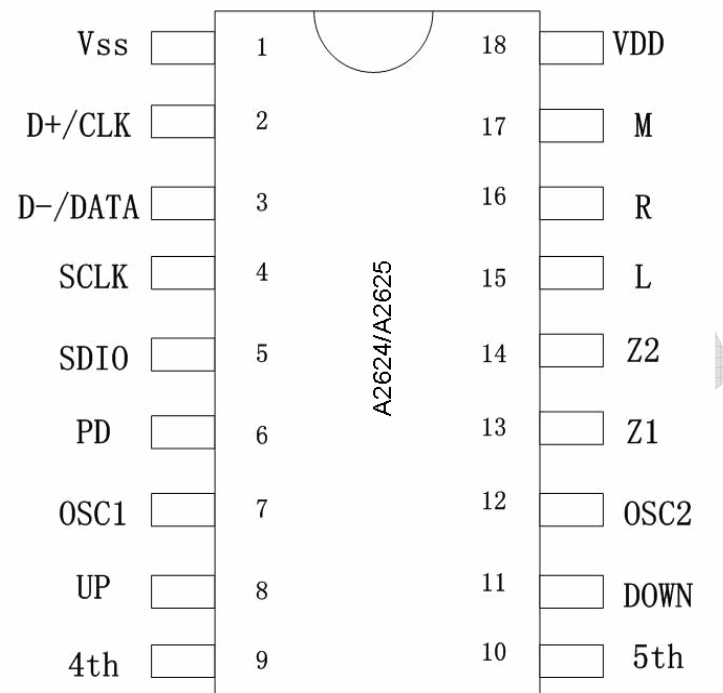 Vss 1 18 VDD
D+/CLK 2 17 M
D-/DATA 3 16 R
SCLK 4 15 L
A2624/A2625
SDIO 5 14 Z2
PD 6 13 Z1
OSC1 7 12 OSC2
UP 8 11 DOWN
4th 9 10 5th